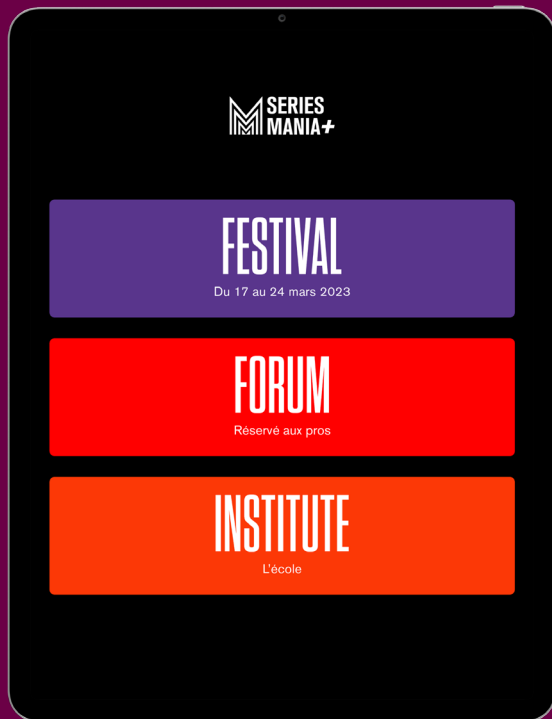 SERIES
MANIA+
FESTIVAL
Du 17 au 24 mars 2023
FORUM
Réservé aux pros
INSTITUTE
L'école